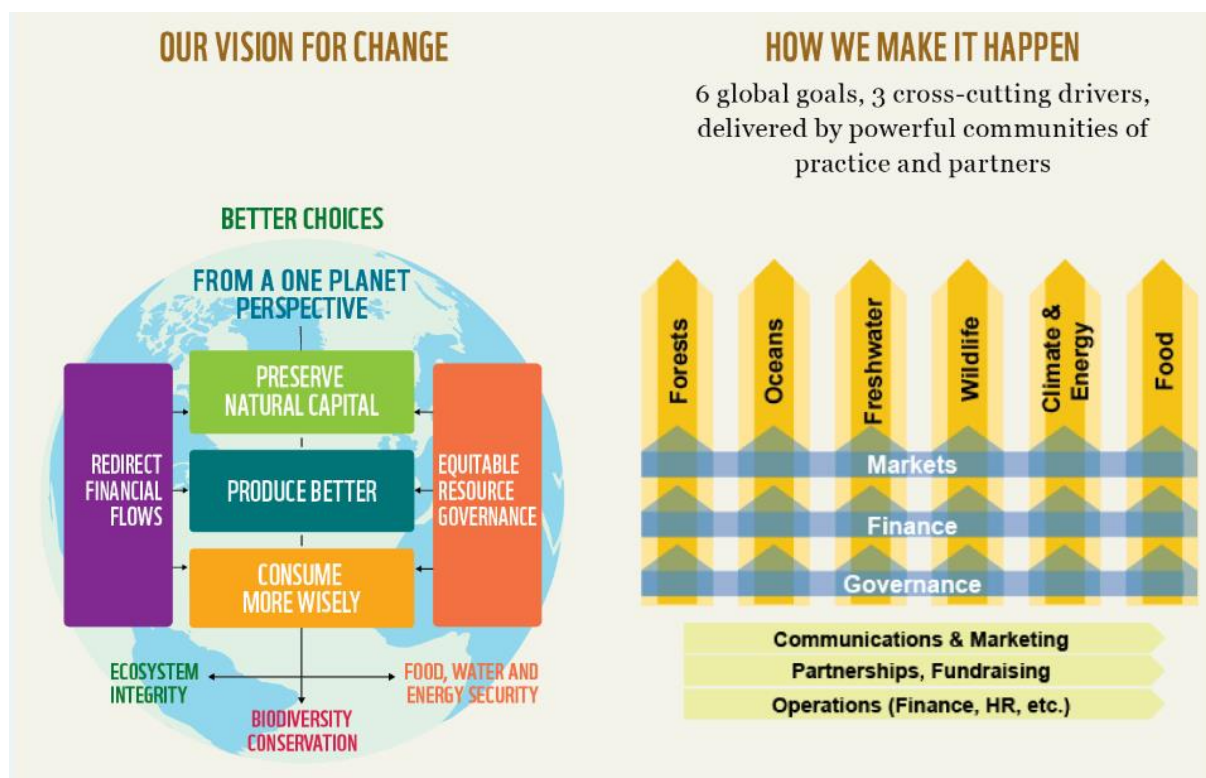 OUR VISION FOR CHANGE
BETTER CHOICES
FROM A ONE PLANET
PERSPECTIVE
REDIRECT
FINANCIAL
FLOWS
PRESERVE
NATURAL CAPITAL
PRODUCE BETTER
CONSUME
MORE WISELY
EQUITABLE
RESOURCE
GOVERNANCE
ECOSYSTEM
INTEGRITY
BIODIVERSITY
CONSERVATION
FOOD, WATER AND
ENERGY SECURITY
HOW WE MAKE IT HAPPEN
6 global goals, 3 cross-cutting drivers,
delivered by powerful communities of
practice and partners
Forests
Oceans
Freshwater
Wildlife
Climate &
Energy
Food
Markets
Finance
Governance
Communications & Marketing
Partnerships, Fundraising
Operations (Finance, HR, etc.)